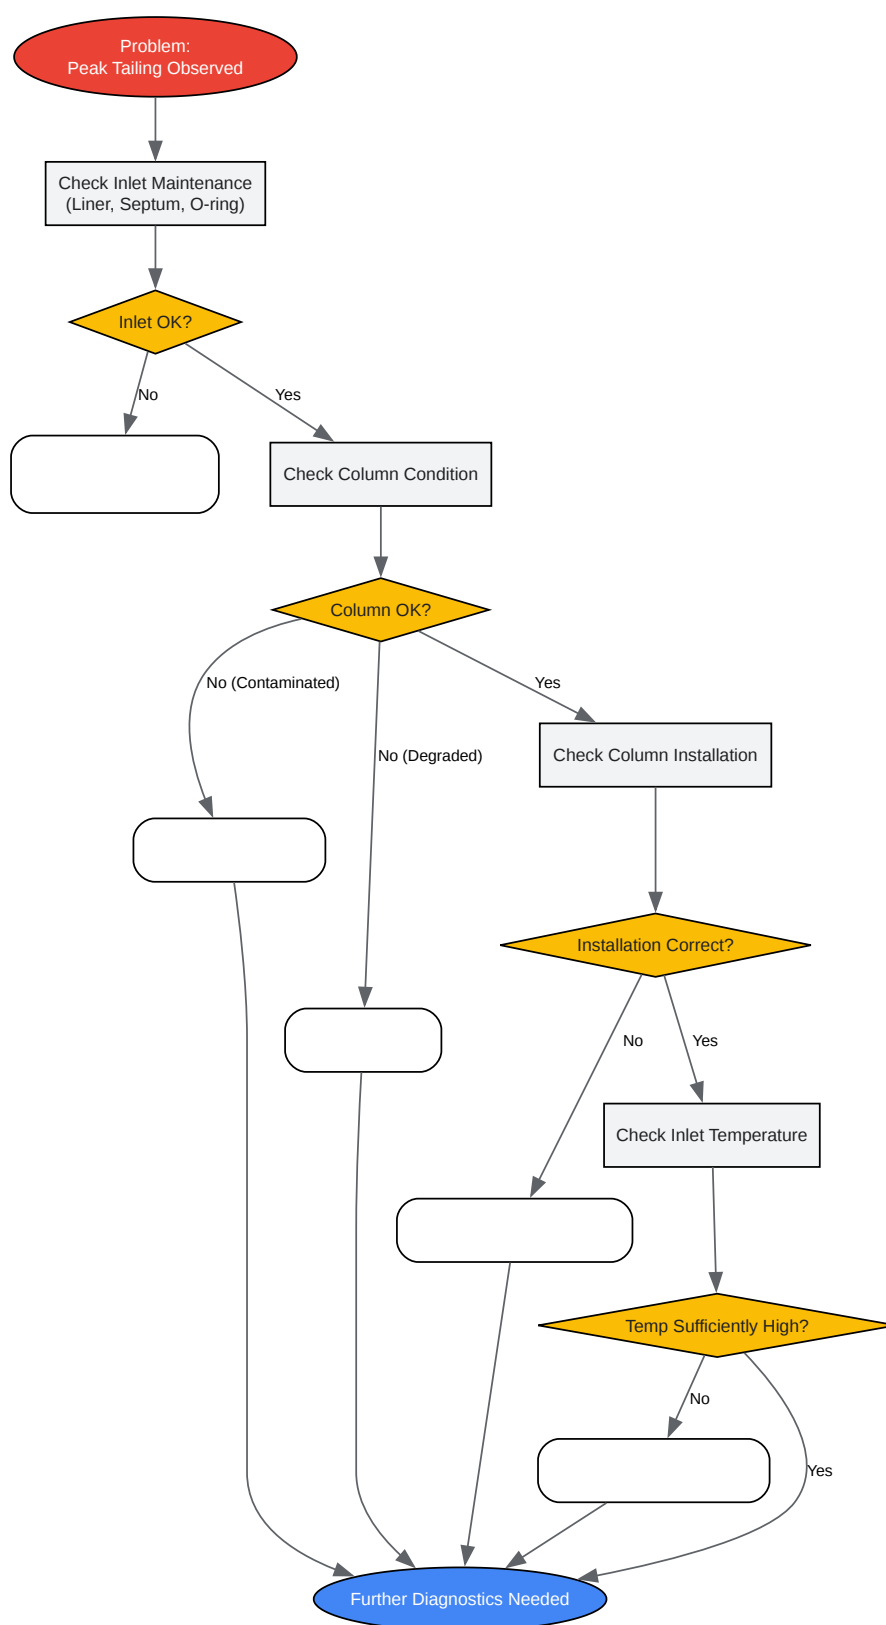 Problem:
Peak Tailing Observed
Check Inlet Maintenance
(Liner, Septum, O-ring)
Inlet OK?
No
Yes
Check Column Condition
Column OK?
No (Contaminated)
Yes
No (Degraded)
Check Column Installation
Installation Correct?
No
Yes
Check Inlet Temperature
Temp Sufficiently High?
No
Yes
Further Diagnostics Needed